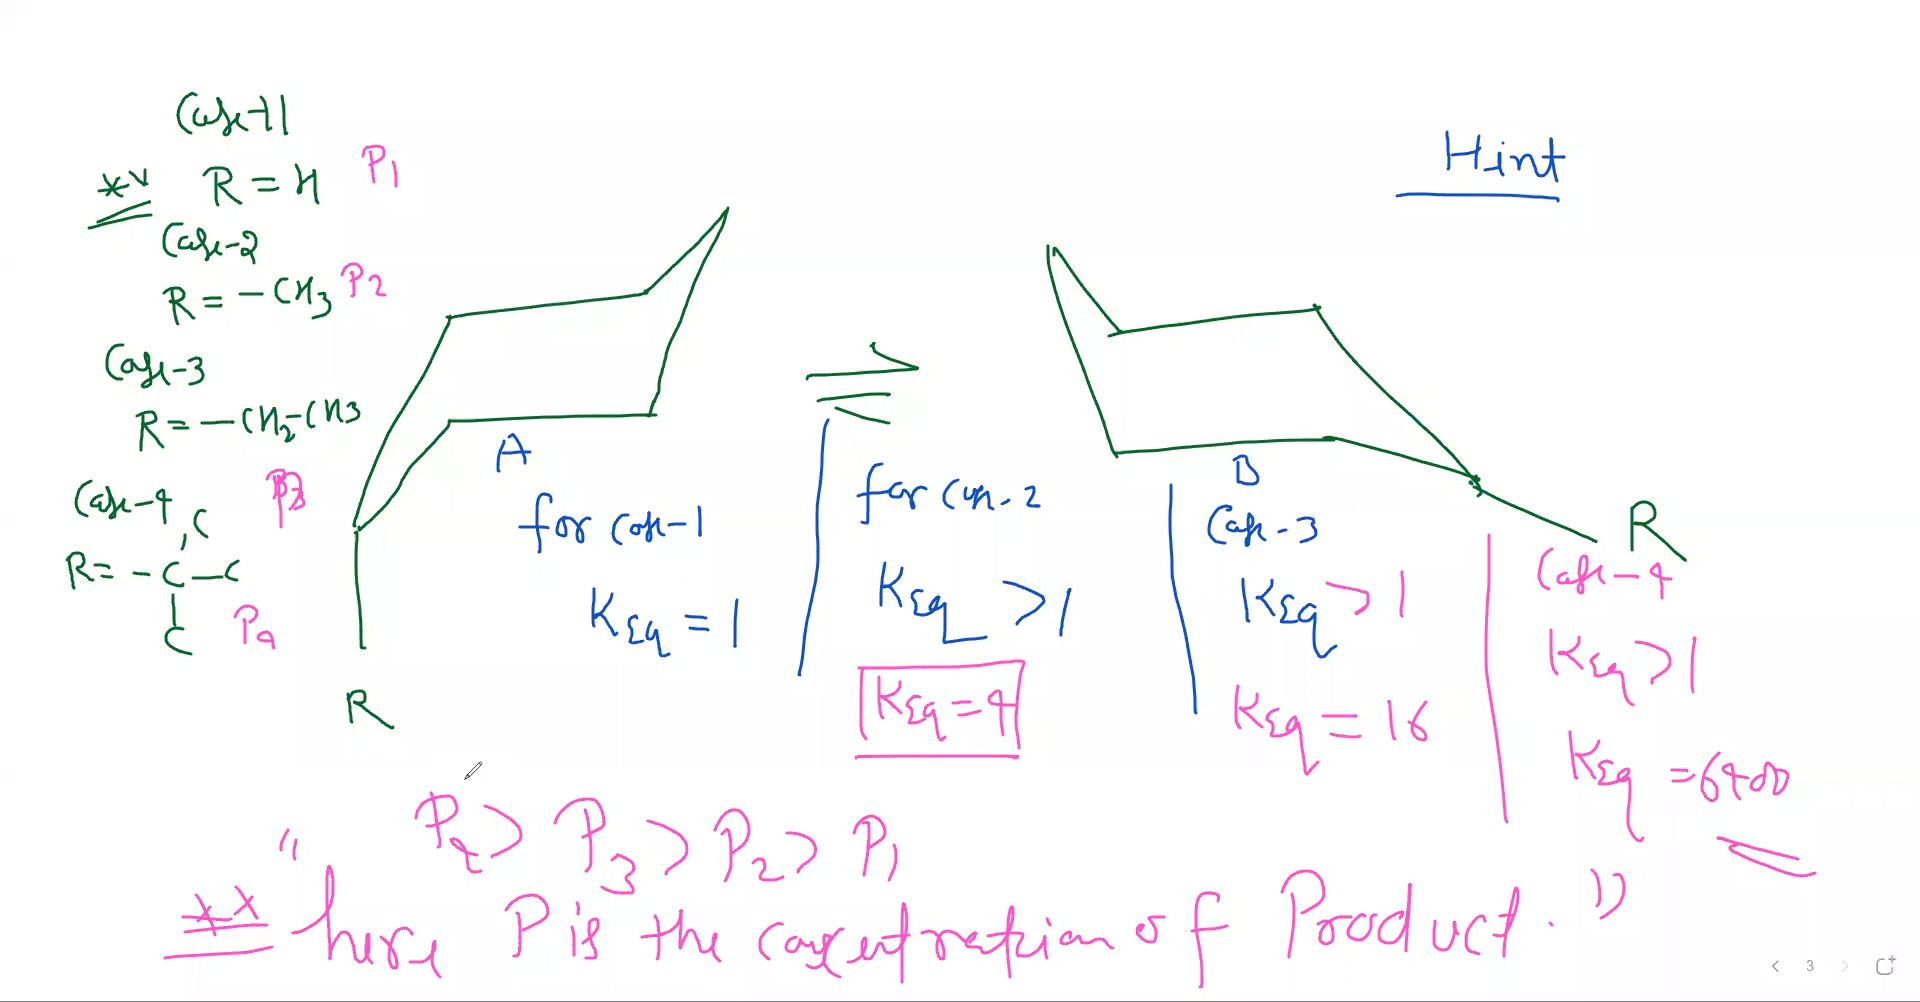 Case-1
R = H P1
Case-2
R = -CH3 P2
Case-3
R = -CH2-CH3
P3
Case-4
C
R = -C-C
C P4
R
Hint
A
for case-1
KEq = 1
for case-2
KEq > 1
KEq = 4
B
R
Case-3
KEq > 1
KEq = 16
Case-4
KEq > 1
KEq = 6400
P4 > P3 > P2 > P1
** "here P is the concentration of Product."
3